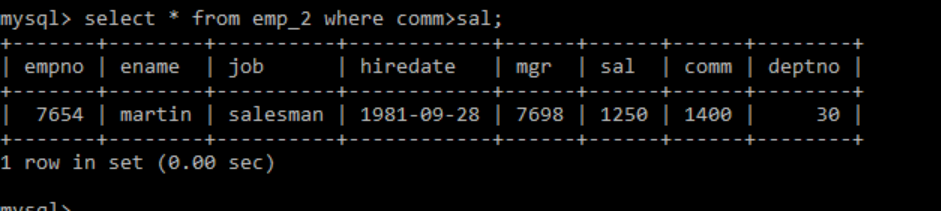 mysql> select * from emp_2 where comm>sal;
+-------+--------+----------+------------+------+------+------+--------+
| empno | ename  | job      | hiredate   | mgr  | sal  | comm | deptno |
+-------+--------+----------+------------+------+------+------+--------+
|  7654 | martin | salesman | 1981-09-28 | 7698 | 1250 | 1400 |     30 |
+-------+--------+----------+------------+------+------+------+--------+
1 row in set (0.00 sec)
mysql>